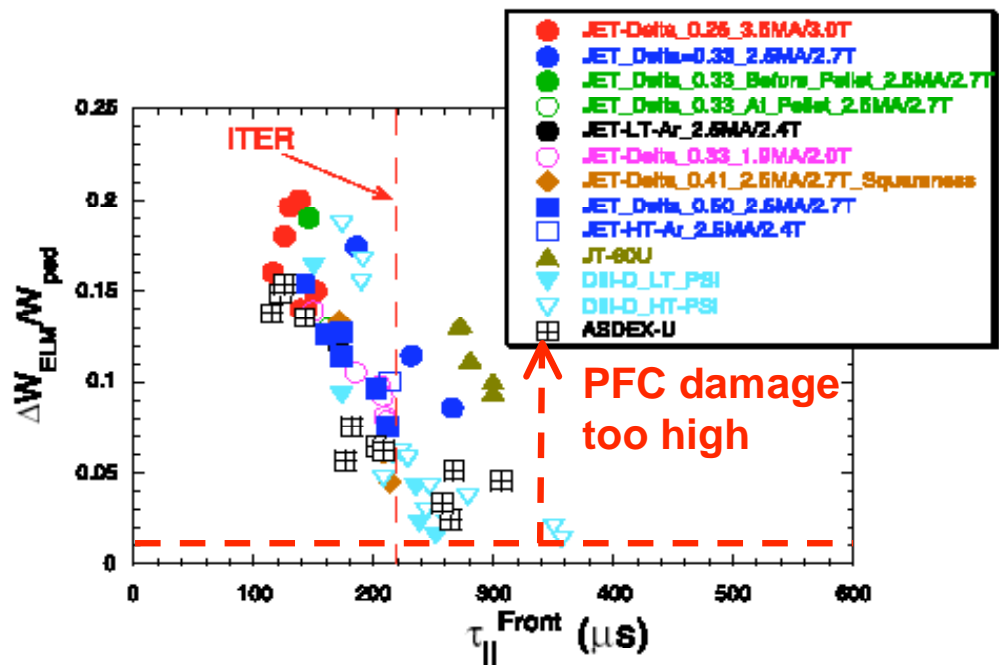 JET-Delta_0.25_3.5MA/3.0T
JET_Delta=0.33_2.5MA/2.7T
JET_Delta_0.33_Before_Pellet_2.5MA/2.7T
JET_Delta_0.33_At_Pellet_2.5MA/2.7T
JET-LT-Ar_2.5MA/2.4T
JET-Delta_0.33_1.9MA/2.0T
JET-Delta_0.41_2.5MA/2.7T_Squareness
JET_Delta_0.50_2.5MA/2.7T
JET-HT-Ar_2.5MA/2.4T
JT-60U
DIII-D_LT_PSI
DIII-D_HT-PSI
ASDEX-U
ITER
PFC damage
too high
ΔW_ELM/W_ped
0.25
0.2
0.15
0.1
0.05
0
0 100 200 300 400 500 600
τ_||^Front (μs)